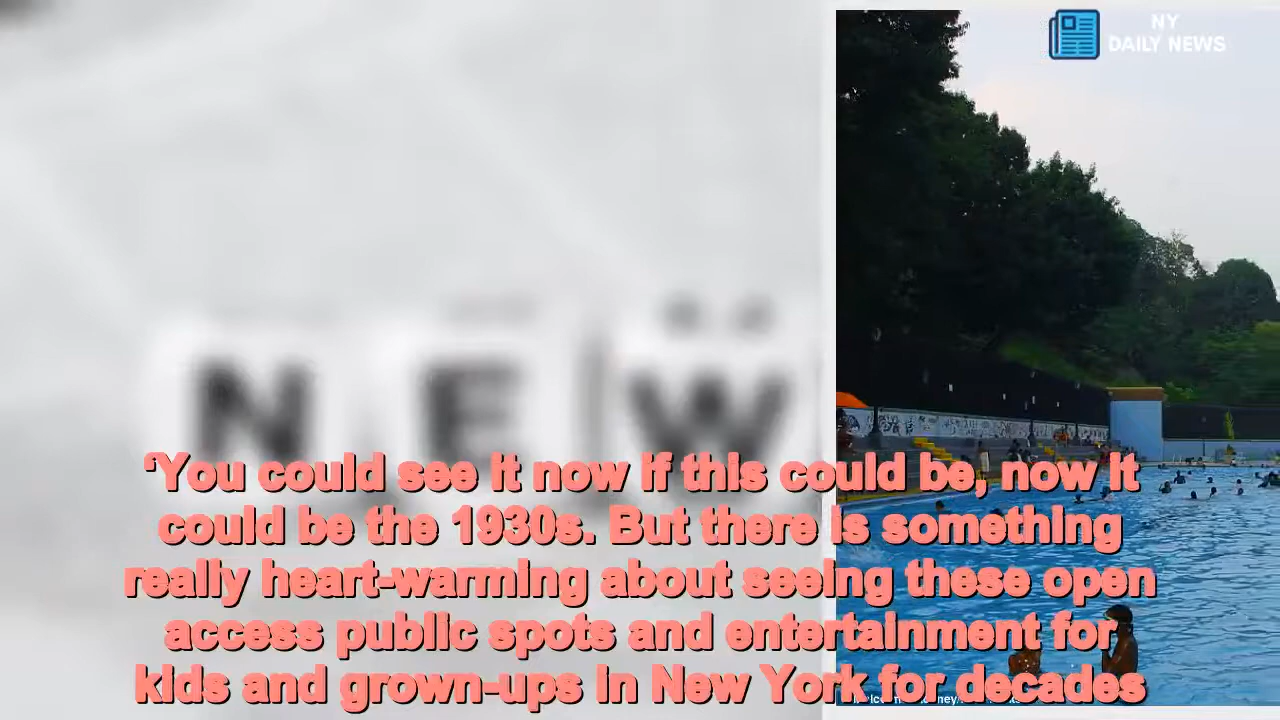 NY
DAILY NEWS
NEW
‘You could see it now if this could be, now it
could be the 1930s. But there is something
really heart-warming about seeing these open
access public spots and entertainment for
kids and grown-ups in New York for decades